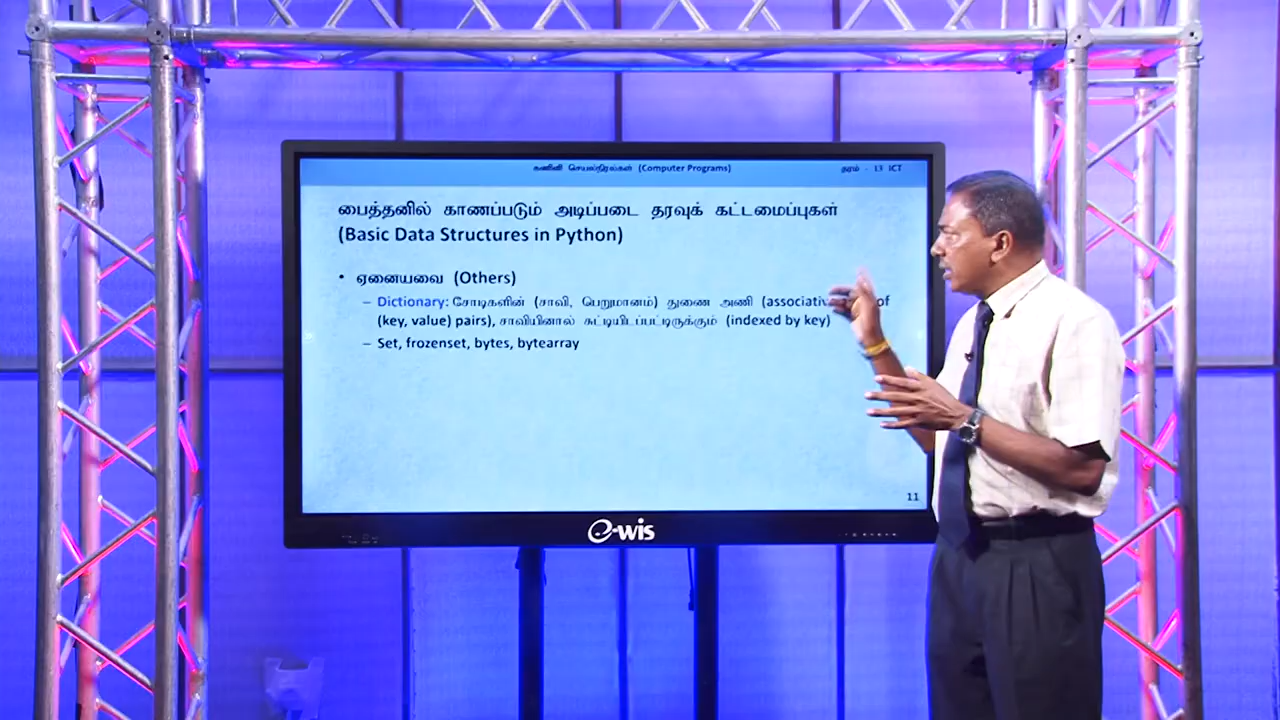 கணினி செயல்நிரல்கள் (Computer Programs)
தரம் - 13 ICT
பைத்தனில் காணப்படும் அடிப்படை தரவுக் கட்டமைப்புகள்
(Basic Data Structures in Python)
• ஏனையவை (Others)
– Dictionary: சோடிகளின் (சாவி, பெறுமானம்) துணை அணி (associative of
(key, value) pairs), சாவியினால் சுட்டியிடப்பட்டிருக்கும் (indexed by key)
– Set, frozenset, bytes, bytearray
11
e-wis